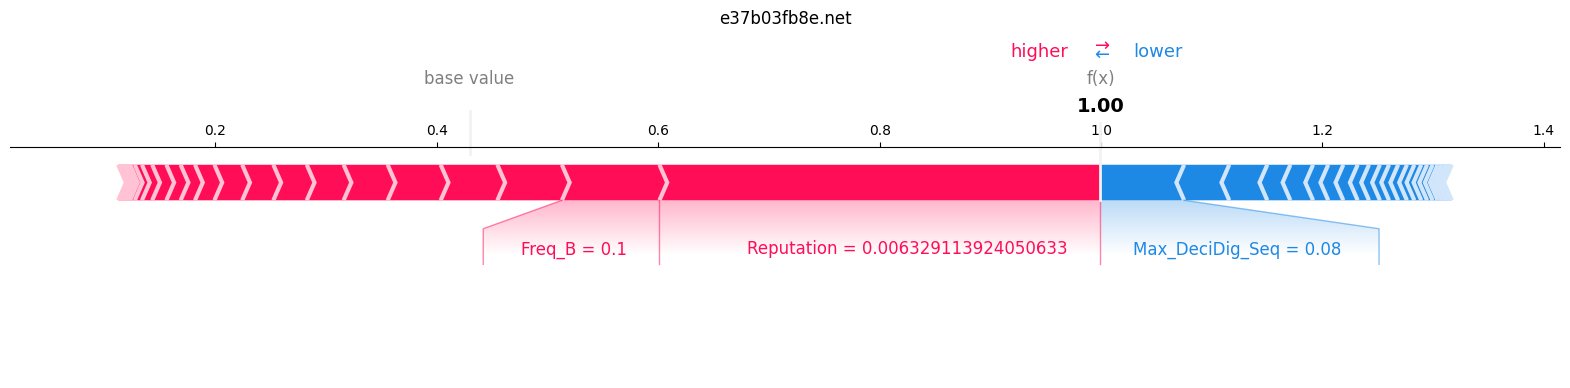 e37b03fb8e.net
higher ⇄ lower
base value f(x)
1.00
0.2 0.4 0.6 0.8 1.0 1.2 1.4
Freq_B = 0.1 Reputation = 0.006329113924050633 Max_DeciDig_Seq = 0.08